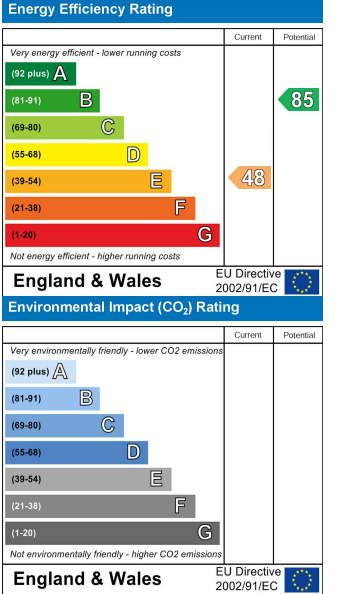 Energy Efficiency Rating
Current Potential
Very energy efficient - lower running costs
(92 plus) A
(81-91) B
85
(69-80) C
(55-68) D
(39-54) E
48
(21-38) F
(1-20) G
Not energy efficient - higher running costs
England & Wales
EU Directive
2002/91/EC
Environmental Impact (CO₂) Rating
Current Potential
Very environmentally friendly - lower CO2 emissions
(92 plus) A
(81-91) B
(69-80) C
(55-68) D
(39-54) E
(21-38) F
(1-20) G
Not environmentally friendly - higher CO2 emissions
England & Wales
EU Directive
2002/91/EC